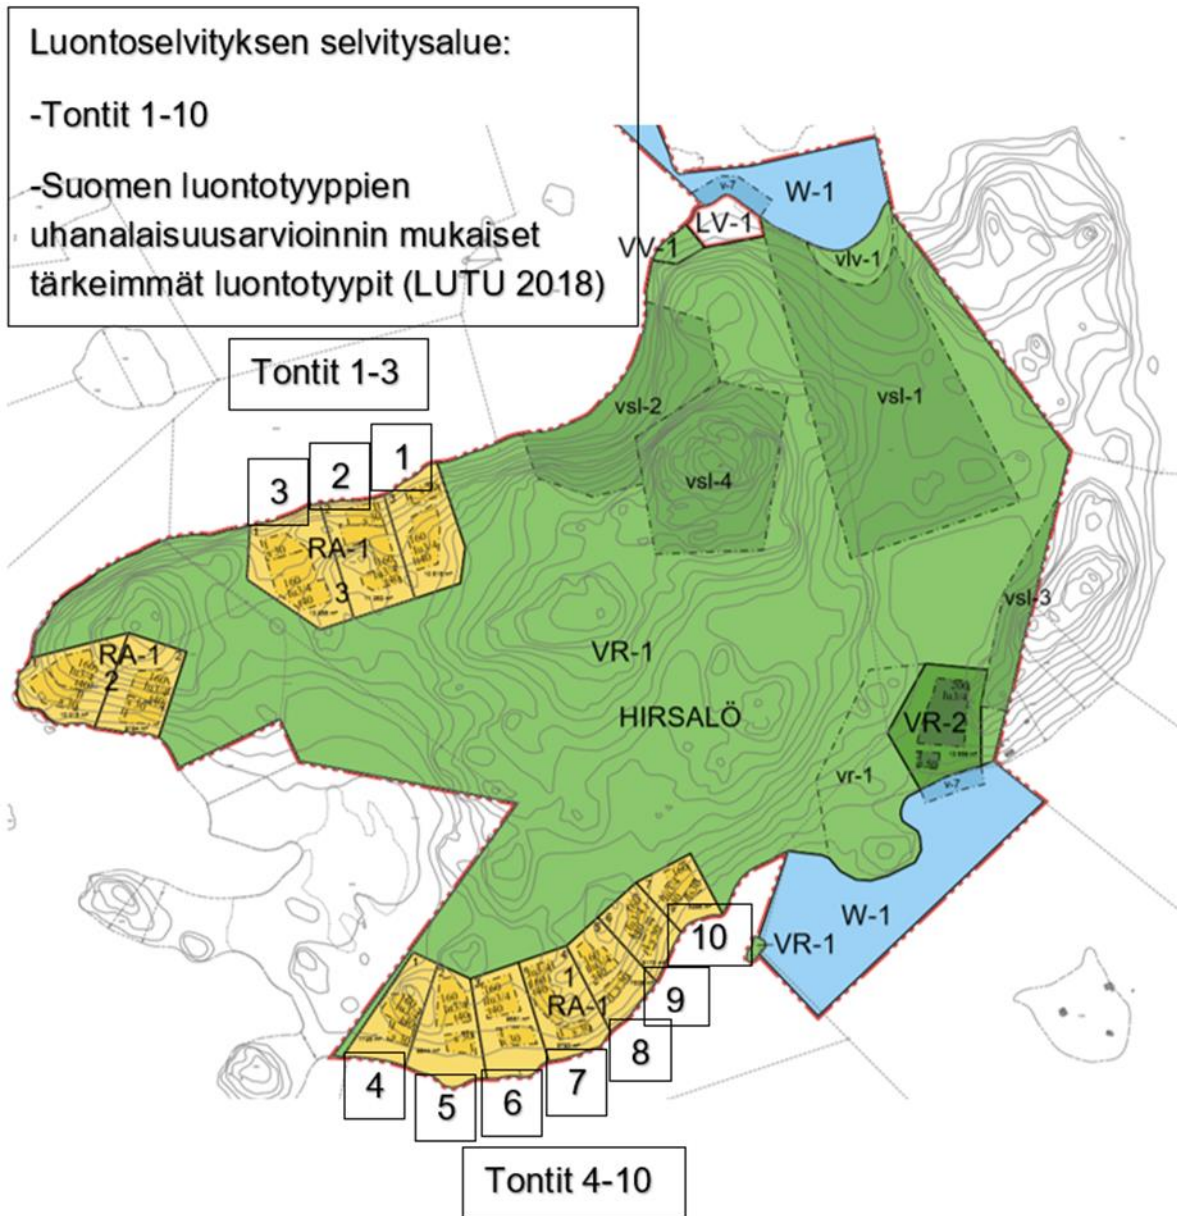 Luontoselvityksen selvitysalue:
-Tontit 1-10
-Suomen luontotyyppien
uhanalaisuusarvioinnin mukaiset
tärkeimmät luontotyypit (LUTU 2018)
W-1
v-7
LV-1
VV-1
vlv-1
Tontit 1-3
vsl-2
vsl-1
1
2
3
vsl-4
RA-1
3
vsl-3
RA-1
2
VR-1
HIRSALÖ
VR-2
vr-1
v-7
W-1
VR-1
10
1
RA-1
9
8
7
4
5
6
Tontit 4-10